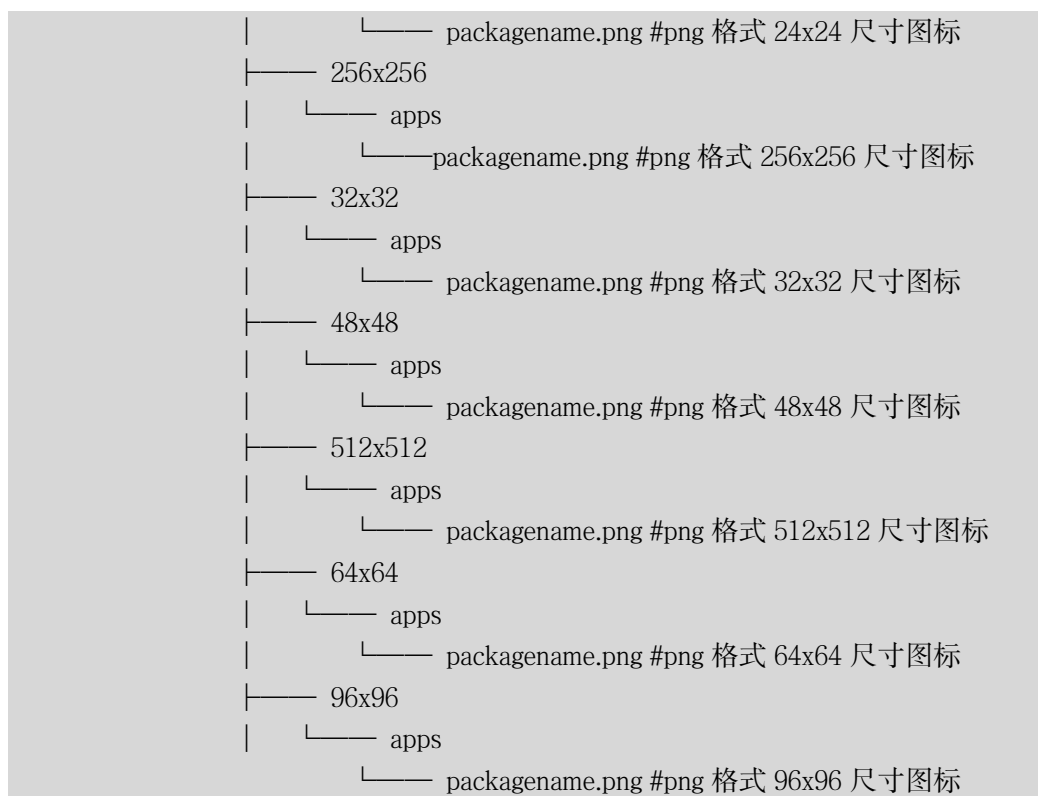 │ └─── packagename.png #png 格式 24x24 尺寸图标
├─── 256x256
│ └─── apps
│ └───packagename.png #png 格式 256x256 尺寸图标
├─── 32x32
│ └─── apps
│ └─── packagename.png #png 格式 32x32 尺寸图标
├─── 48x48
│ └─── apps
│ └─── packagename.png #png 格式 48x48 尺寸图标
├─── 512x512
│ └─── apps
│ └─── packagename.png #png 格式 512x512 尺寸图标
├─── 64x64
│ └─── apps
│ └─── packagename.png #png 格式 64x64 尺寸图标
├─── 96x96
│ └─── apps
└─── packagename.png #png 格式 96x96 尺寸图标